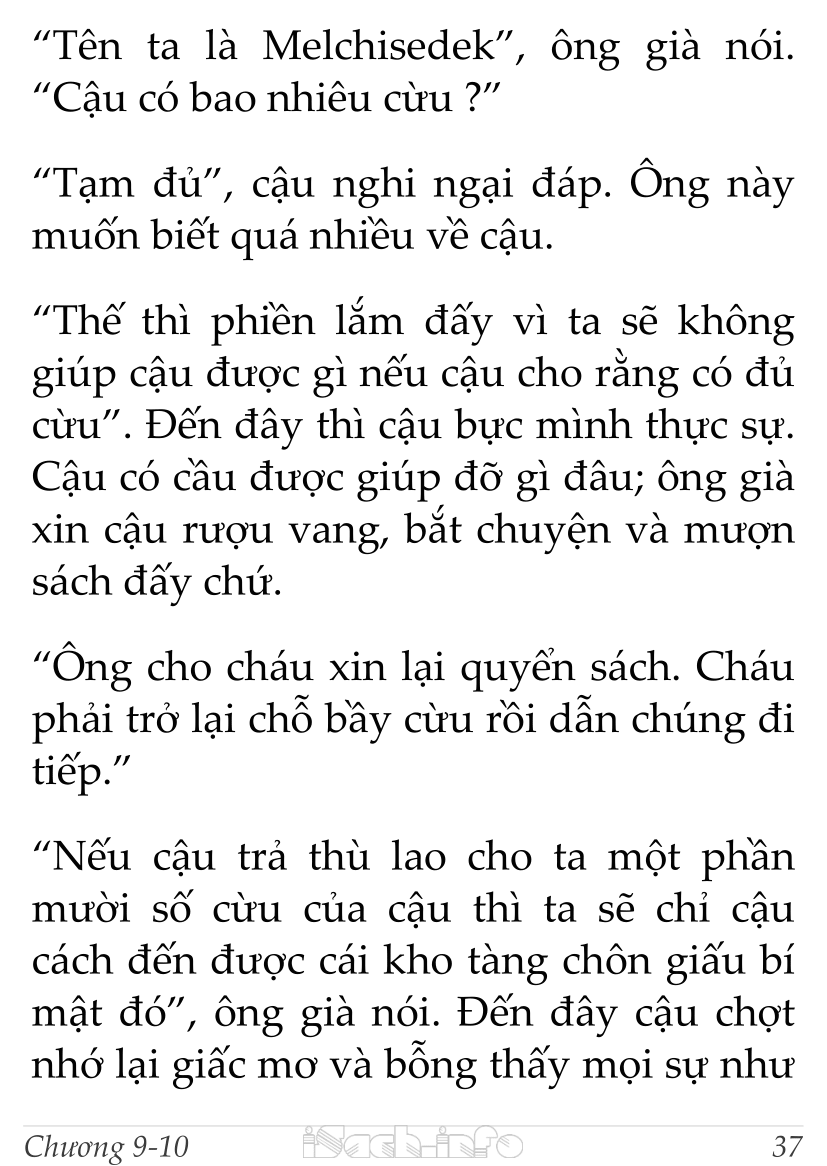 “Tên ta là Melchisedek”, ông già nói.
“Cậu có bao nhiêu cừu ?”
“Tạm đủ”, cậu nghi ngại đáp. Ông này
muốn biết quá nhiều về cậu.
“Thế thì phiền lắm đấy vì ta sẽ không
giúp cậu được gì nếu cậu cho rằng có đủ
cừu”. Đến đây thì cậu bực mình thực sự.
Cậu có cầu được giúp đỡ gì đâu; ông già
xin cậu rượu vang, bắt chuyện và mượn
sách đấy chứ.
“Ông cho cháu xin lại quyển sách. Cháu
phải trở lại chỗ bầy cừu rồi dẫn chúng đi
tiếp.”
“Nếu cậu trả thù lao cho ta một phần
mười số cừu của cậu thì ta sẽ chỉ cậu
cách đến được cái kho tàng chôn giấu bí
mật đó”, ông già nói. Đến đây cậu chợt
nhớ lại giấc mơ và bỗng thấy mọi sự như
Chương 9-10 iSach.info 37